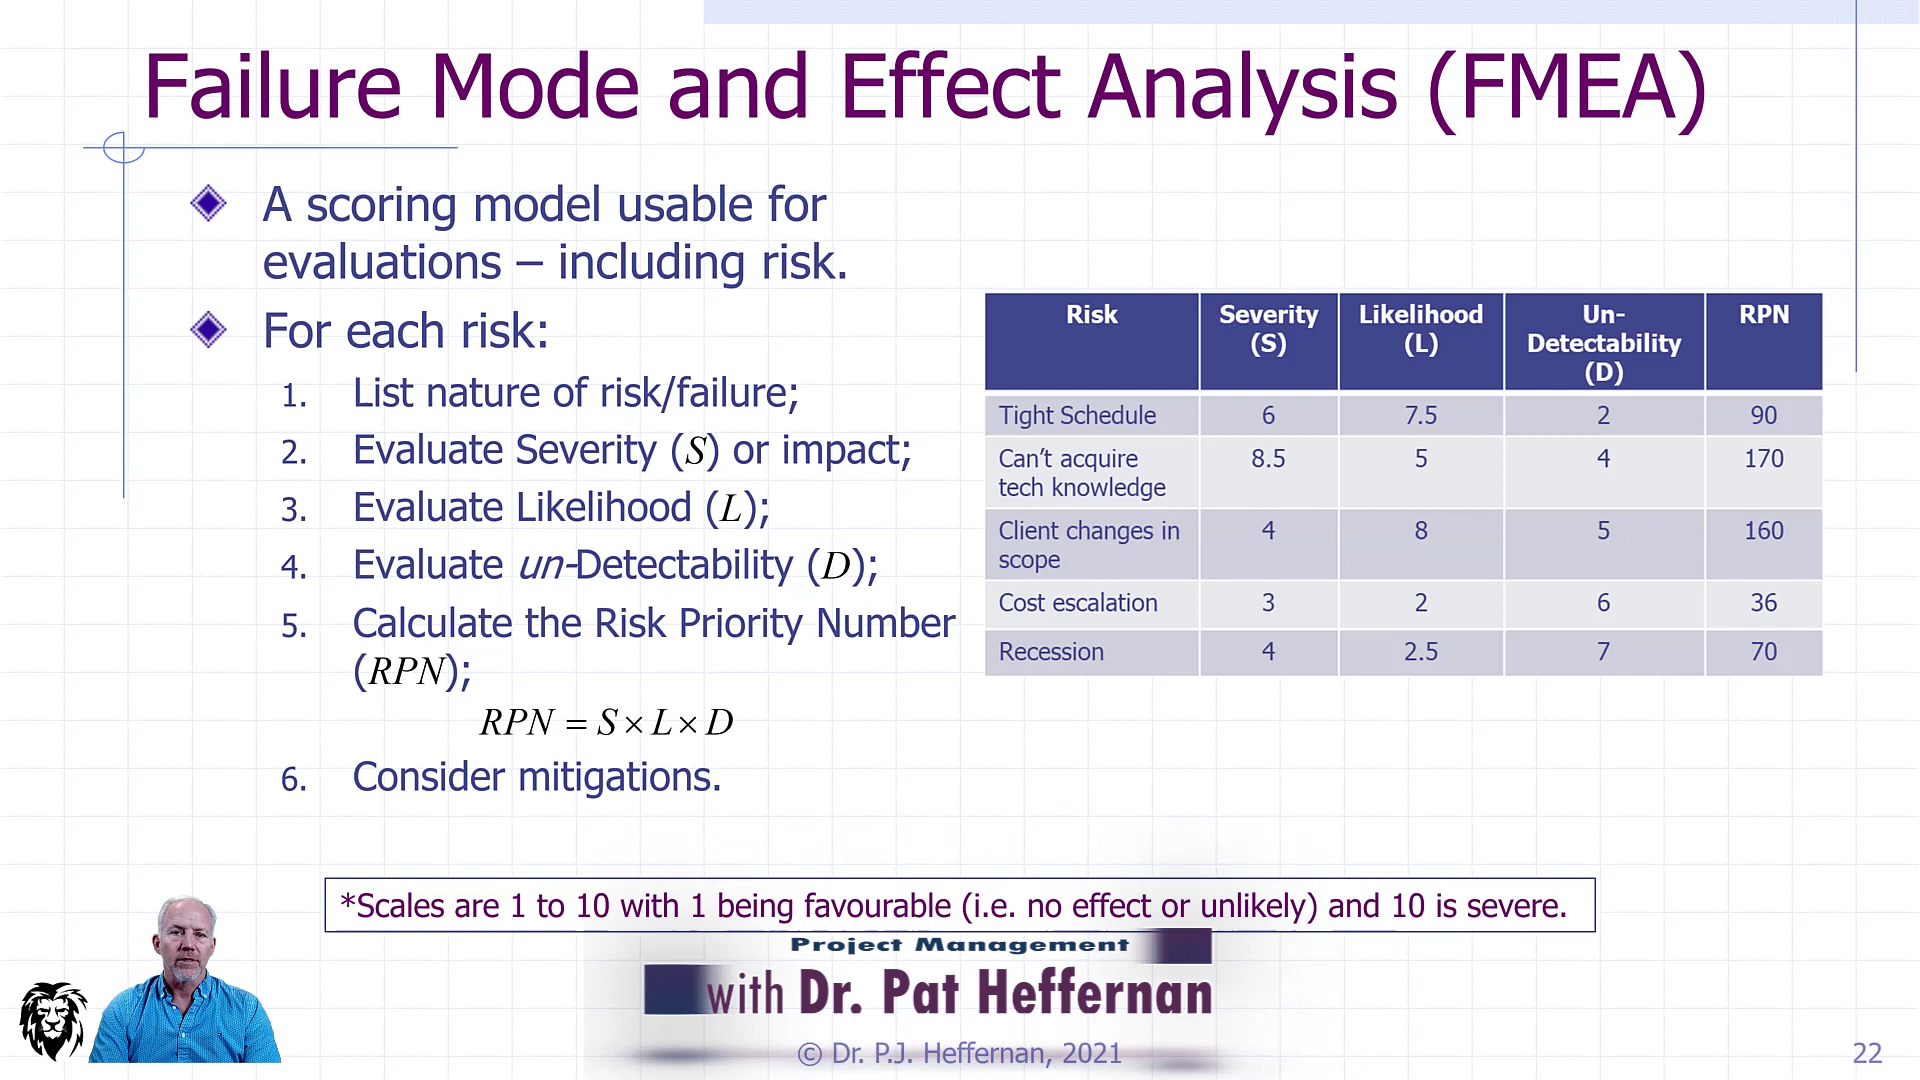 Failure Mode and Effect Analysis (FMEA)
A scoring model usable for
evaluations – including risk.
For each risk:
1. List nature of risk/failure;
2. Evaluate Severity (S) or impact;
3. Evaluate Likelihood (L);
4. Evaluate un-Detectability (D);
5. Calculate the Risk Priority Number
(RPN);
RPN = S × L × D
6. Consider mitigations.
Risk Severity Likelihood Un- RPN
(S) (L) Detectability
(D)
Tight Schedule 6 7.5 2 90
Can't acquire 8.5 5 4 170
tech knowledge
Client changes in 4 8 5 160
scope
Cost escalation 3 2 6 36
Recession 4 2.5 7 70
*Scales are 1 to 10 with 1 being favourable (i.e. no effect or unlikely) and 10 is severe.
Project Management
with Dr. Pat Heffernan
© Dr. P.J. Heffernan, 2021
22